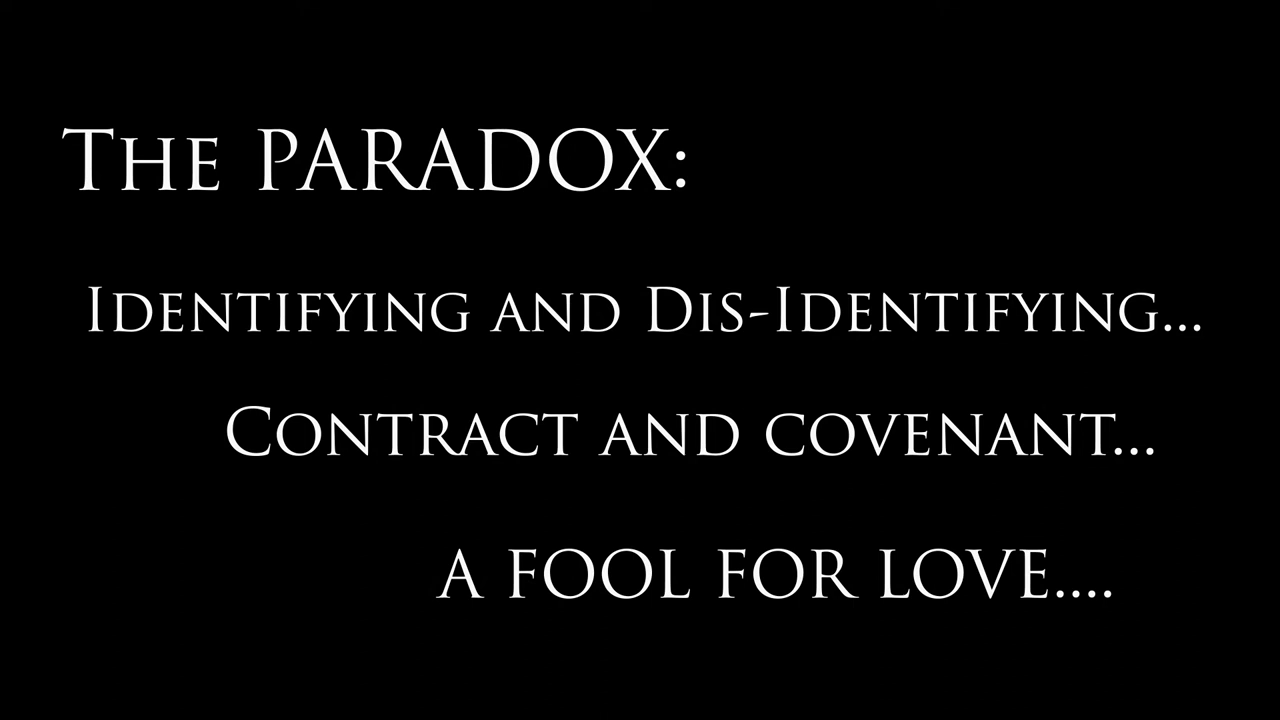 The PARADOX:
Identifying and Dis-Identifying...
Contract and covenant...
A FOOL FOR LOVE....